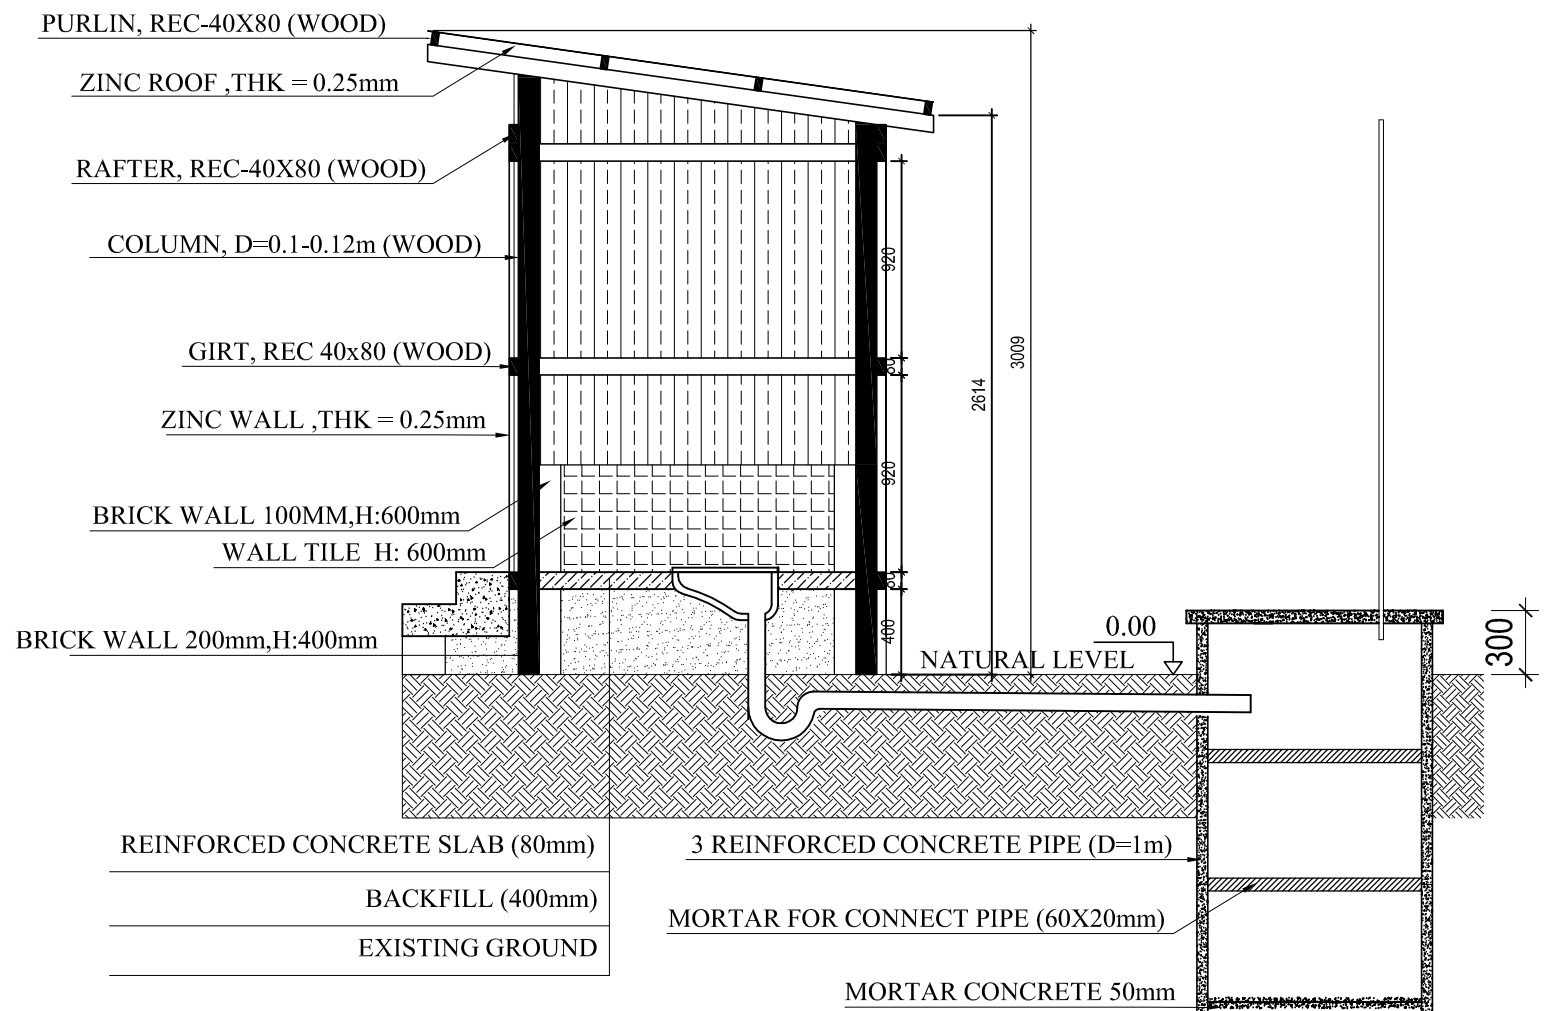 PURLIN, REC-40X80 (WOOD)
ZINC ROOF ,THK = 0.25mm
RAFTER, REC-40X80 (WOOD)
COLUMN, D=0.1-0.12m (WOOD)
GIRT, REC 40x80 (WOOD)
ZINC WALL ,THK = 0.25mm
BRICK WALL 100MM,H:600mm
WALL TILE H: 600mm
BRICK WALL 200mm,H:400mm
920
80
920
80
400
2614
3009
0.00
NATURAL LEVEL
300
REINFORCED CONCRETE SLAB (80mm)
BACKFILL (400mm)
EXISTING GROUND
3 REINFORCED CONCRETE PIPE (D=1m)
MORTAR FOR CONNECT PIPE (60X20mm)
MORTAR CONCRETE 50mm